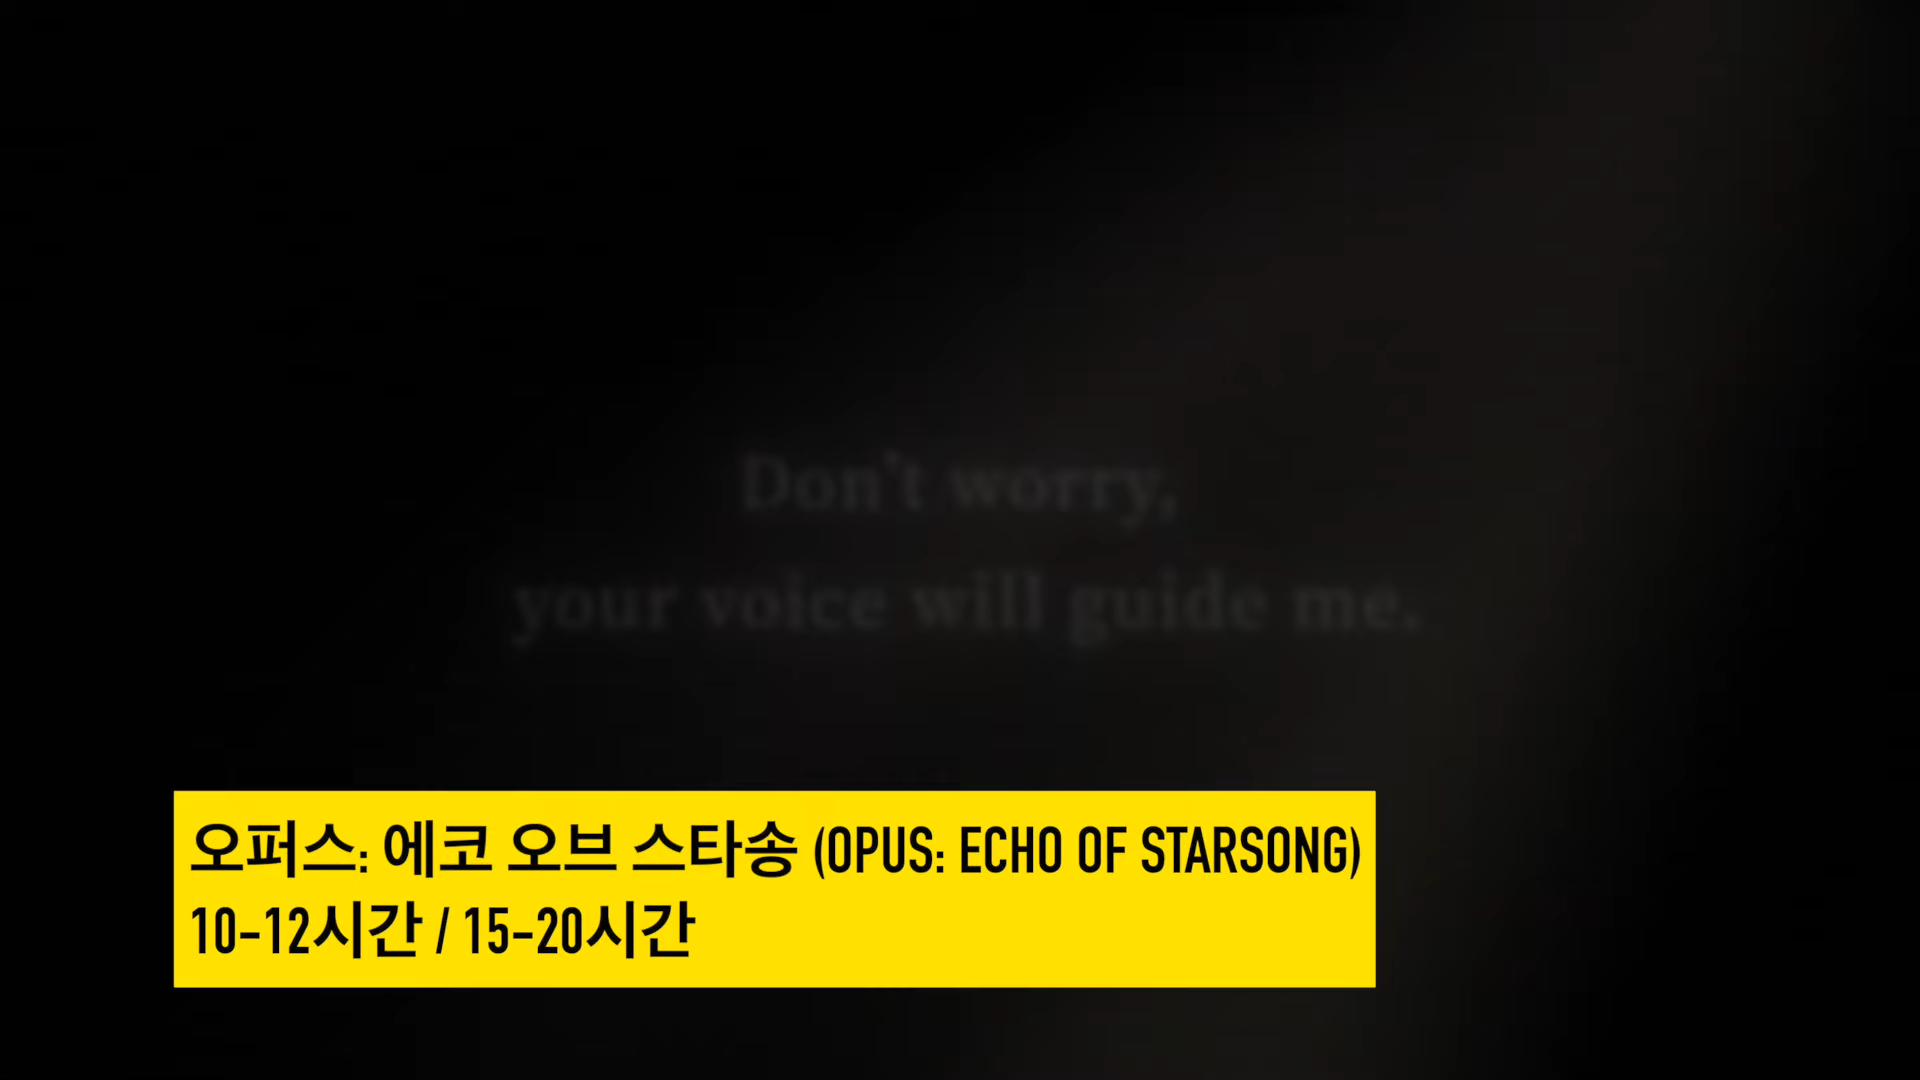 Don't worry,
your voice will guide me.
오퍼스: 에코 오브 스타송 (OPUS: ECHO OF STARSONG)
10-12시간 / 15-20시간